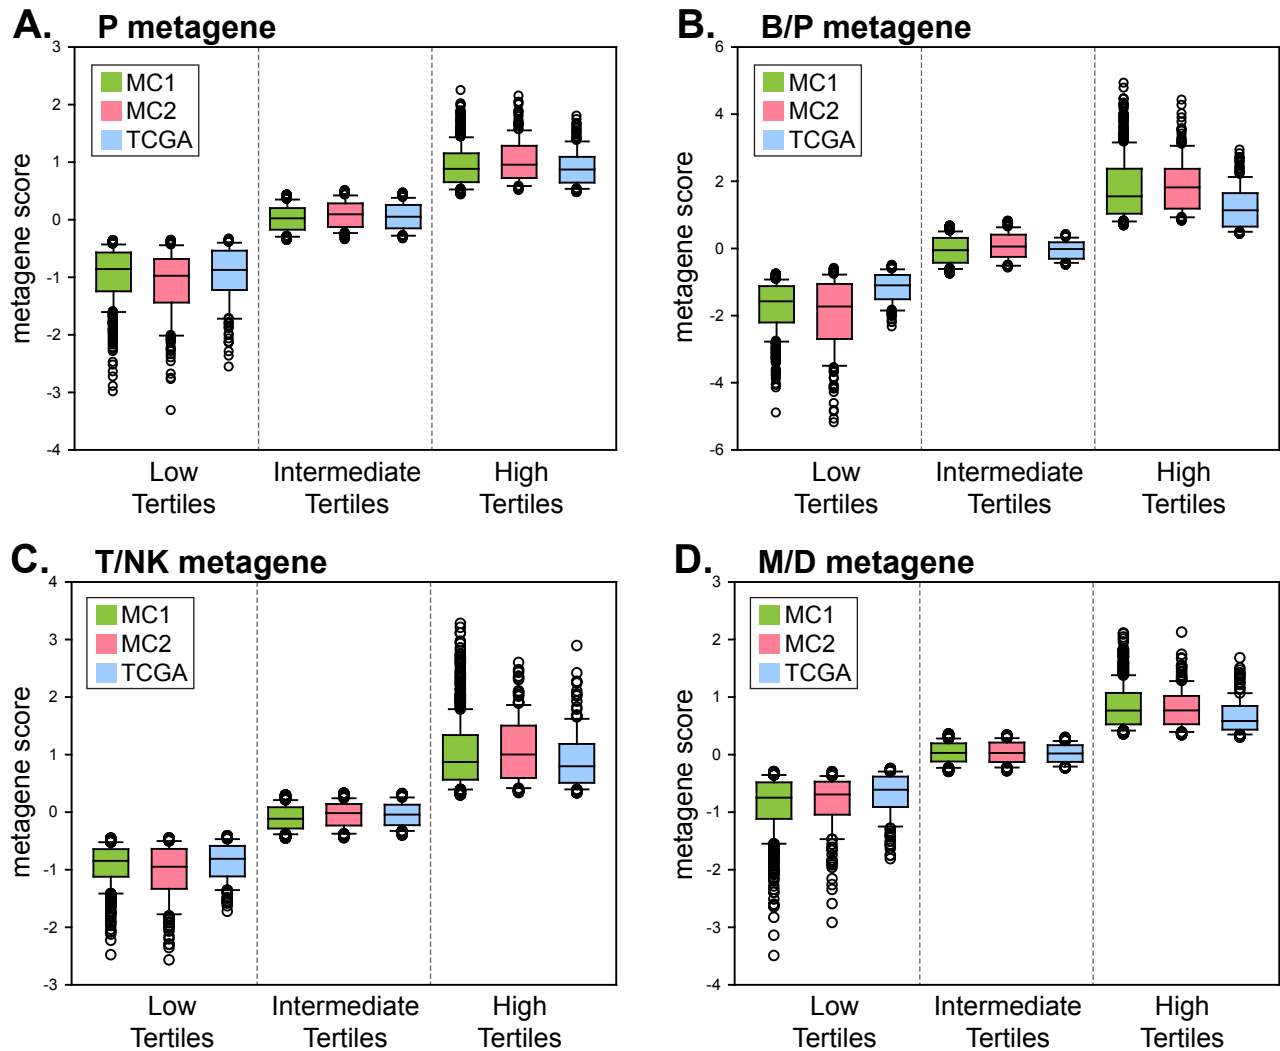 A. P metagene
3
2
1
0
-1
-2
-3
-4
metagene score
MC1
MC2
TCGA
Low
Tertiles
Intermediate
Tertiles
High
Tertiles
B. B/P metagene
6
4
2
0
-2
-4
-6
metagene score
MC1
MC2
TCGA
Low
Tertiles
Intermediate
Tertiles
High
Tertiles
C. T/NK metagene
4
3
2
1
0
-1
-2
-3
metagene score
MC1
MC2
TCGA
Low
Tertiles
Intermediate
Tertiles
High
Tertiles
D. M/D metagene
3
2
1
0
-1
-2
-3
-4
metagene score
MC1
MC2
TCGA
Low
Tertiles
Intermediate
Tertiles
High
Tertiles